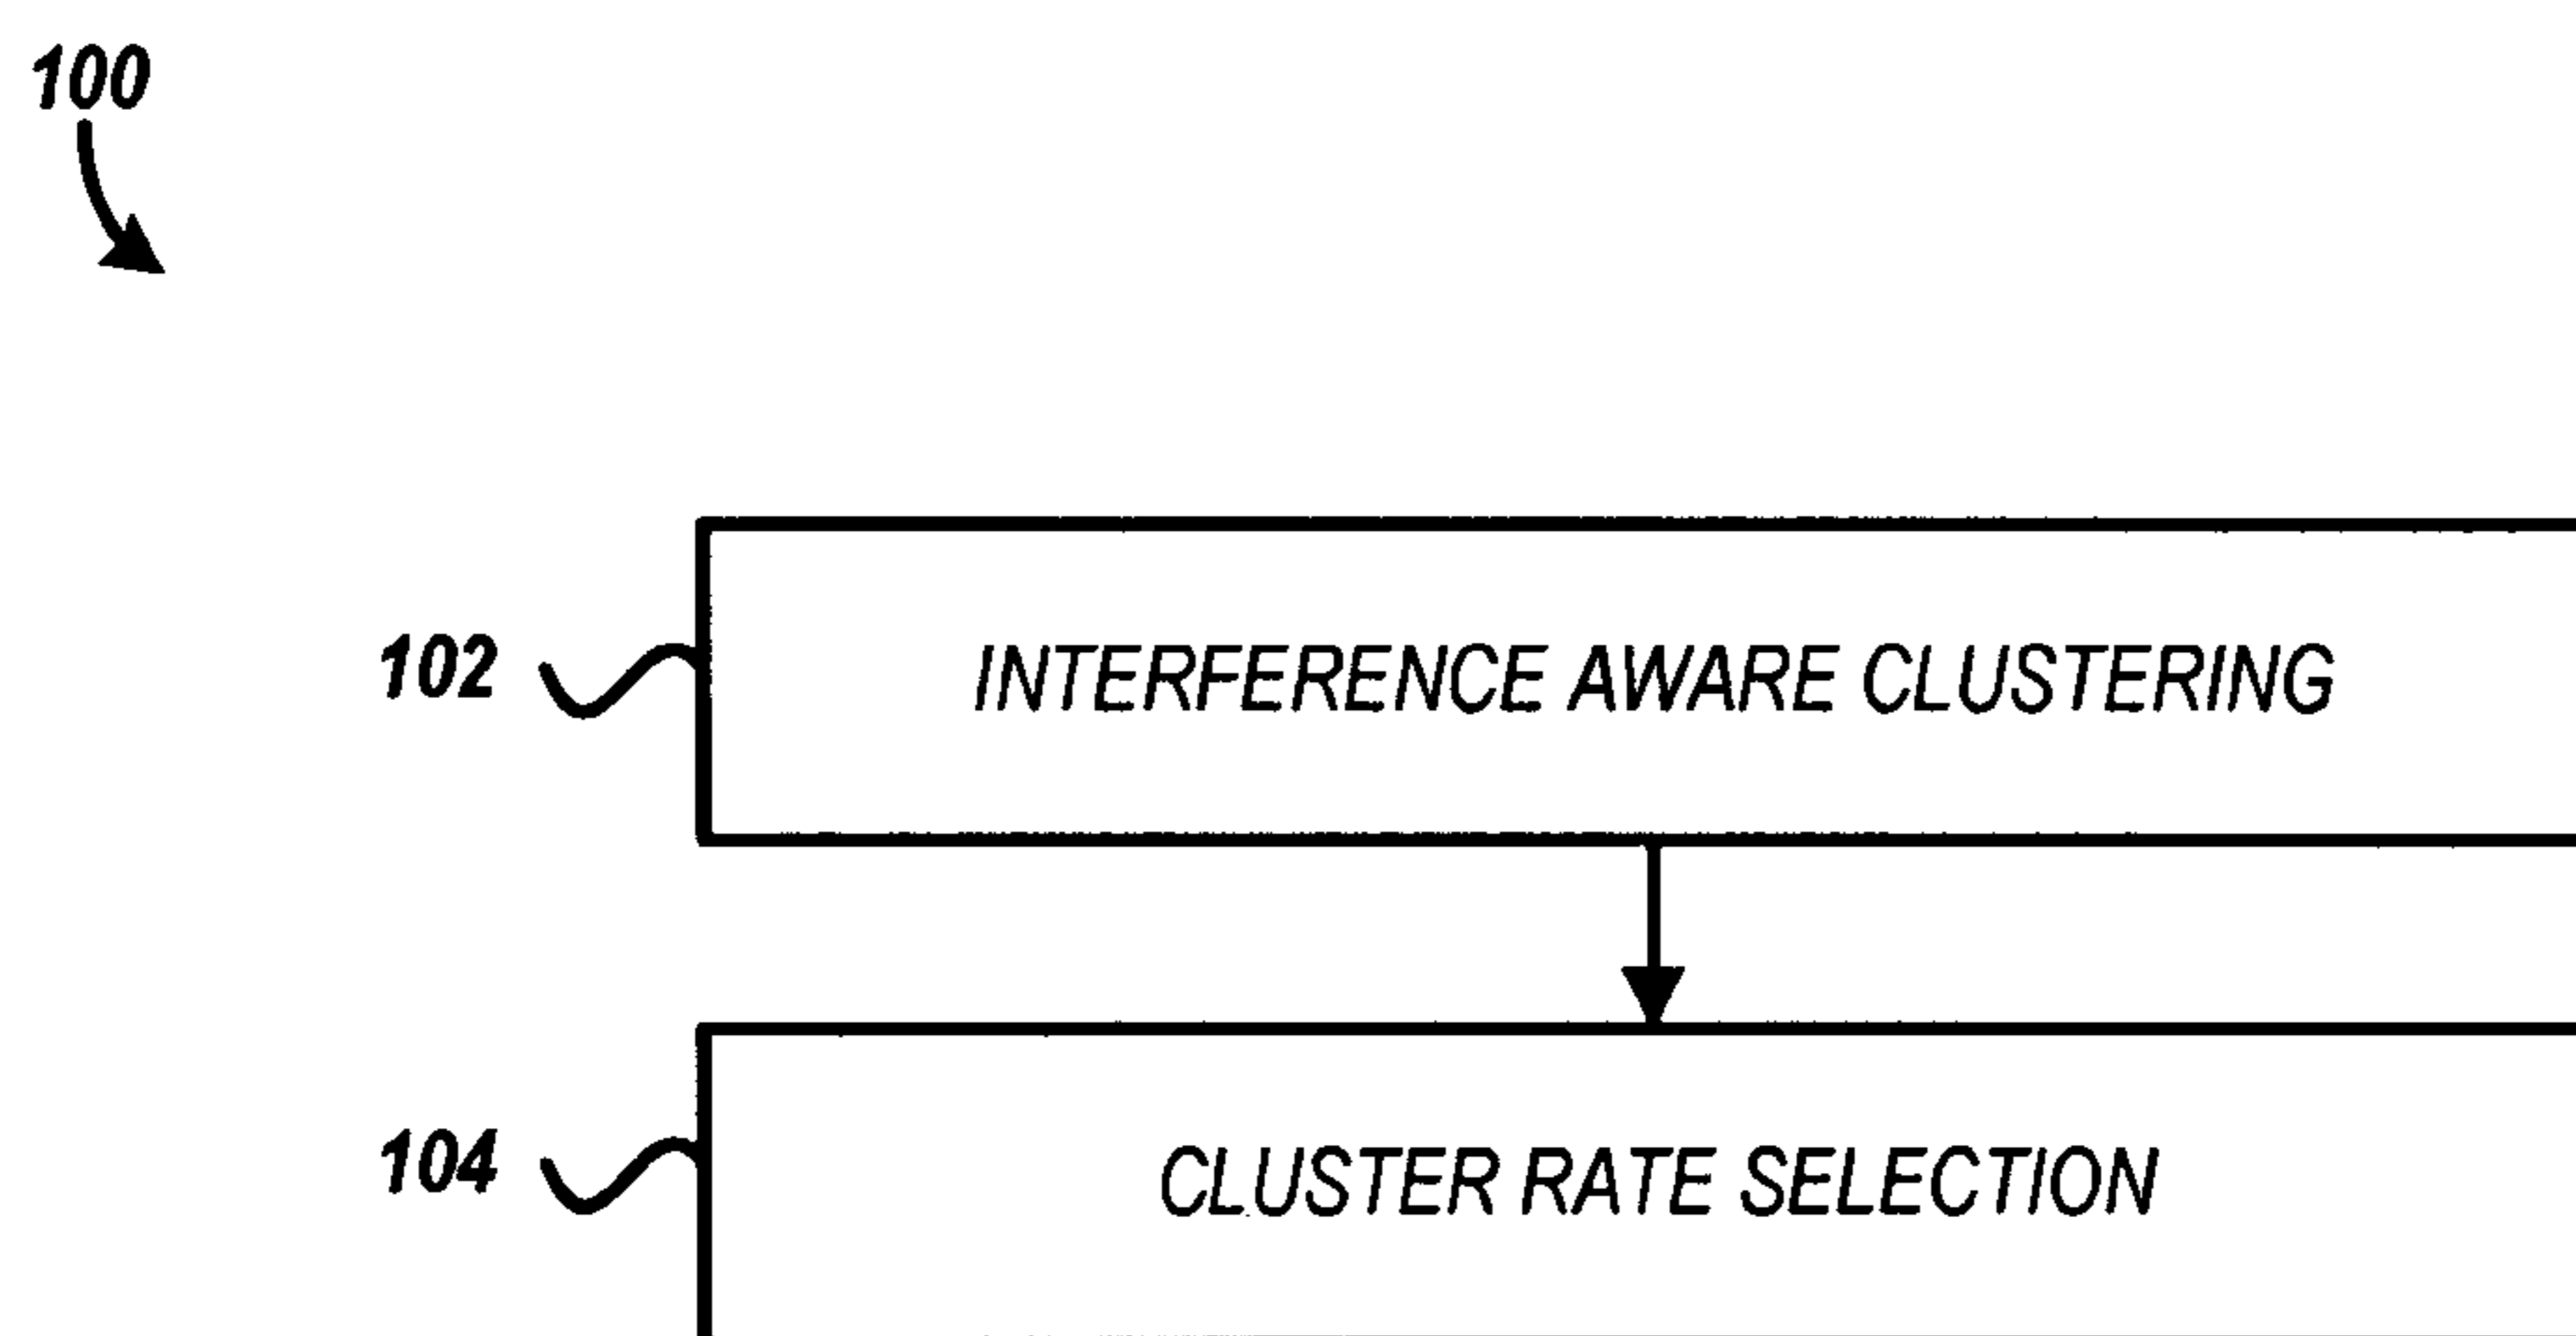 100
102
INTERFERENCE AWARE CLUSTERING
104
CLUSTER RATE SELECTION